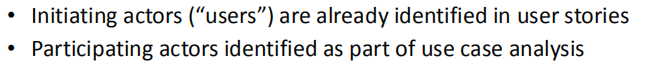 • Initiating actors (“users”) are already identified in user stories
• Participating actors identified as part of use case analysis